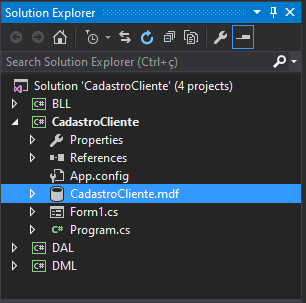 Solution Explorer
Search Solution Explorer (Ctrl+ç)
Solution 'CadastroCliente' (4 projects)
C# BLL
C# CadastroCliente
Properties
References
App.config
CadastroCliente.mdf
Form1.cs
C# Program.cs
C# DAL
C# DML